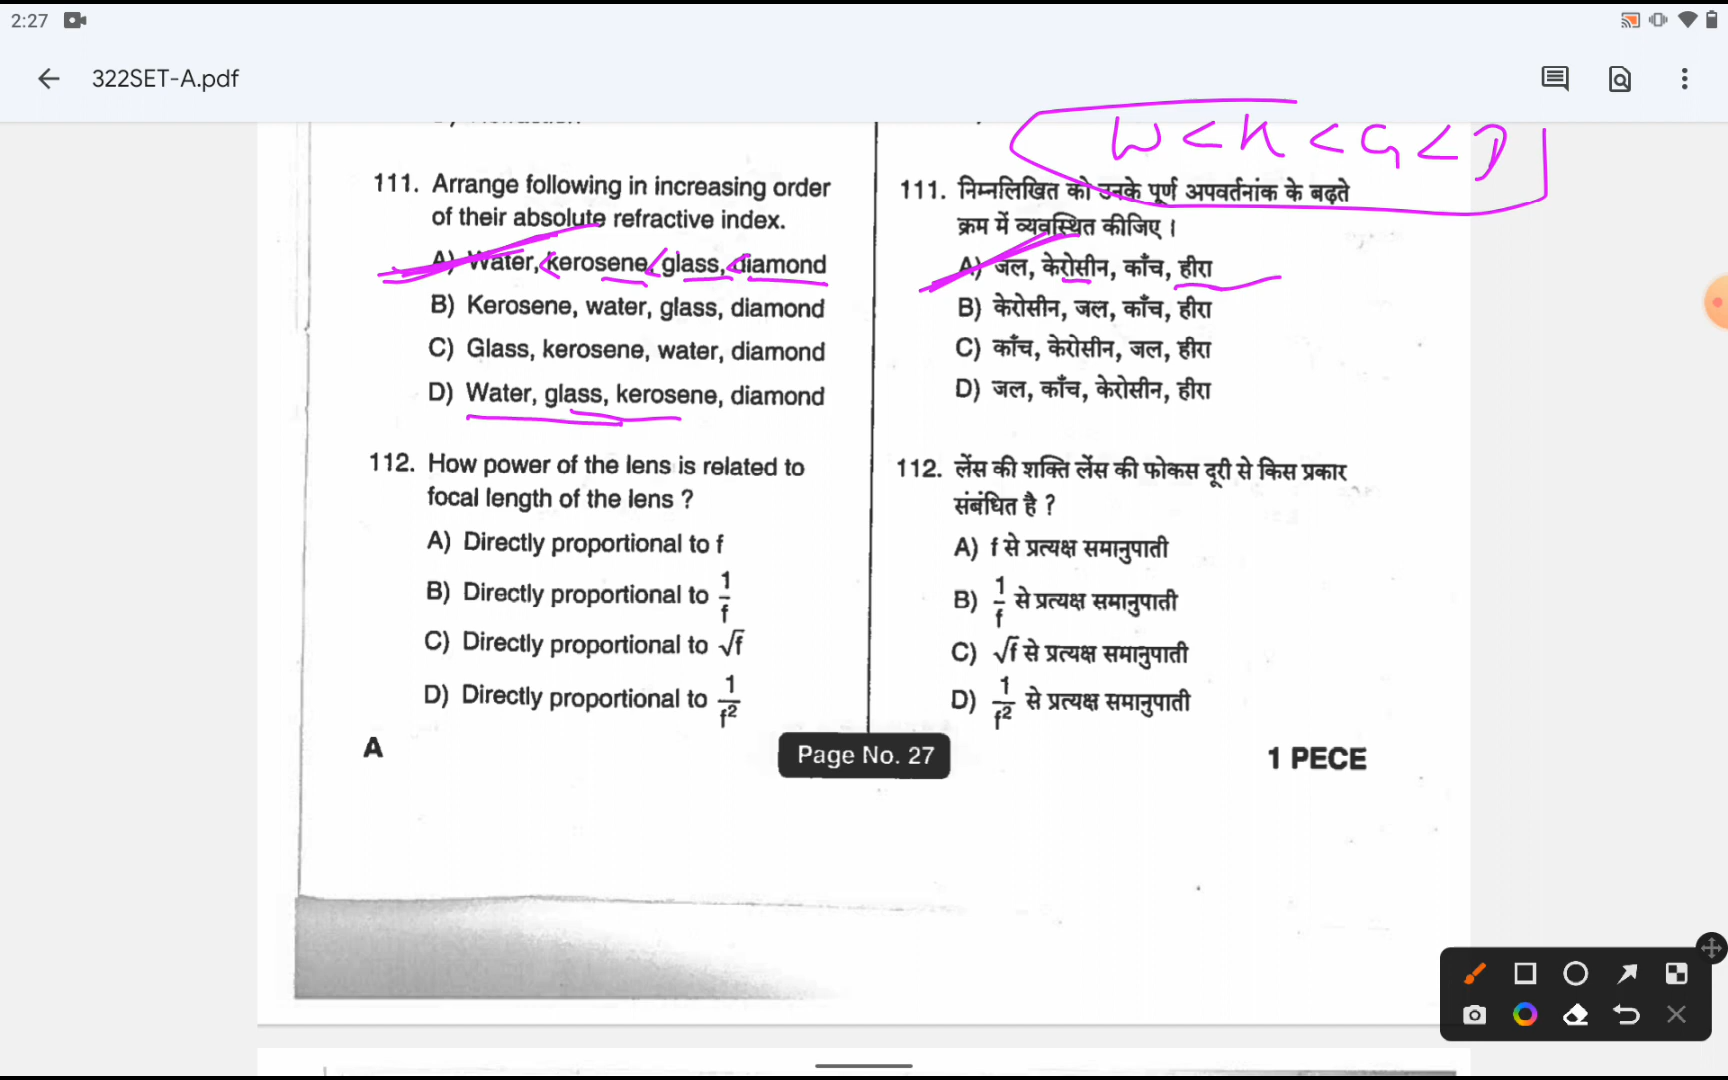 2:27
322SET-A.pdf
W < K < G < D
111. Arrange following in increasing order
of their absolute refractive index.
A) Water, < kerosene, < glass, < diamond
B) Kerosene, water, glass, diamond
C) Glass, kerosene, water, diamond
D) Water, glass, kerosene, diamond
112. How power of the lens is related to
focal length of the lens ?
A) Directly proportional to f
B) Directly proportional to 1/f
C) Directly proportional to √f
D) Directly proportional to 1/f²
A
111. निम्नलिखित को उनके पूर्ण अपवर्तनांक के बढ़ते
क्रम में व्यवस्थित कीजिए ।
A) जल, केरोसीन, काँच, हीरा
B) केरोसीन, जल, काँच, हीरा
C) काँच, केरोसीन, जल, हीरा
D) जल, काँच, केरोसीन, हीरा
112. लेंस की शक्ति लेंस की फोकस दूरी से किस प्रकार
संबंधित है ?
A) f से प्रत्यक्ष समानुपाती
B) 1/f से प्रत्यक्ष समानुपाती
C) √f से प्रत्यक्ष समानुपाती
D) 1/f² से प्रत्यक्ष समानुपाती
Page No. 27
1 PECE